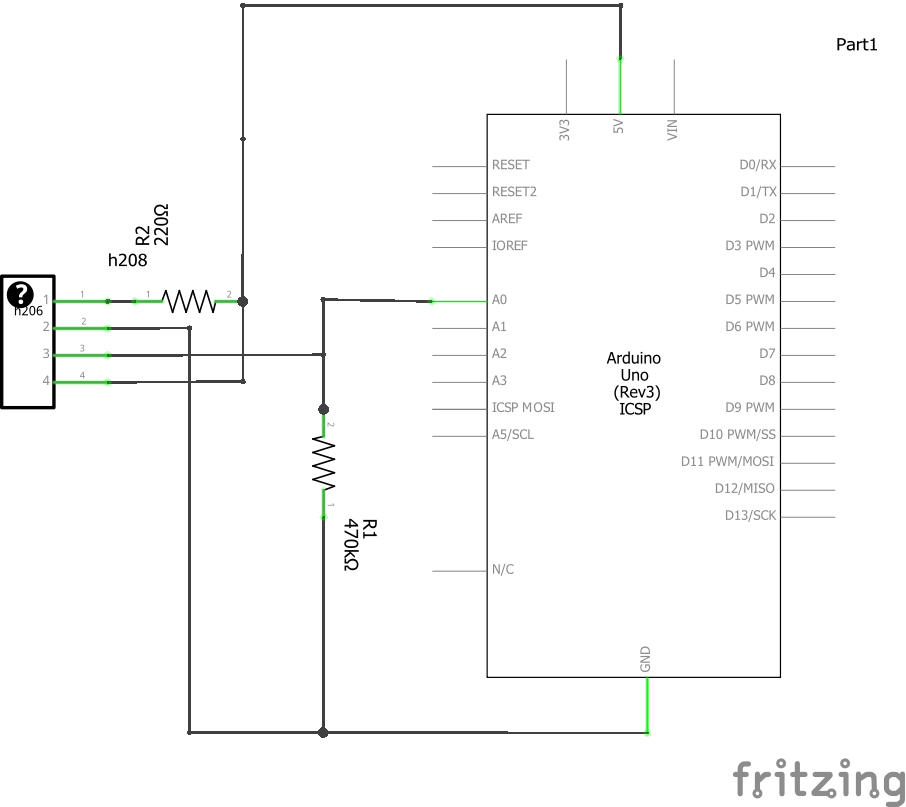 Part1
3V3
5V
VIN
RESET
D0/RX
RESET2
D1/TX
AREF
D2
IOREF
D3 PWM
D4
R2
220Ω
h208
1
1
1
2
A0
D5 PWM
?
h206
2
2
A1
D6 PWM
3
3
A2
D7
4
4
A3
D8
Arduino
Uno
(Rev3)
ICSP
ICSP MOSI
D9 PWM
2
A5/SCL
D10 PWM/SS
D11 PWM/MOSI
D12/MISO
1
D13/SCK
R1
470kΩ
N/C
GND
fritzing